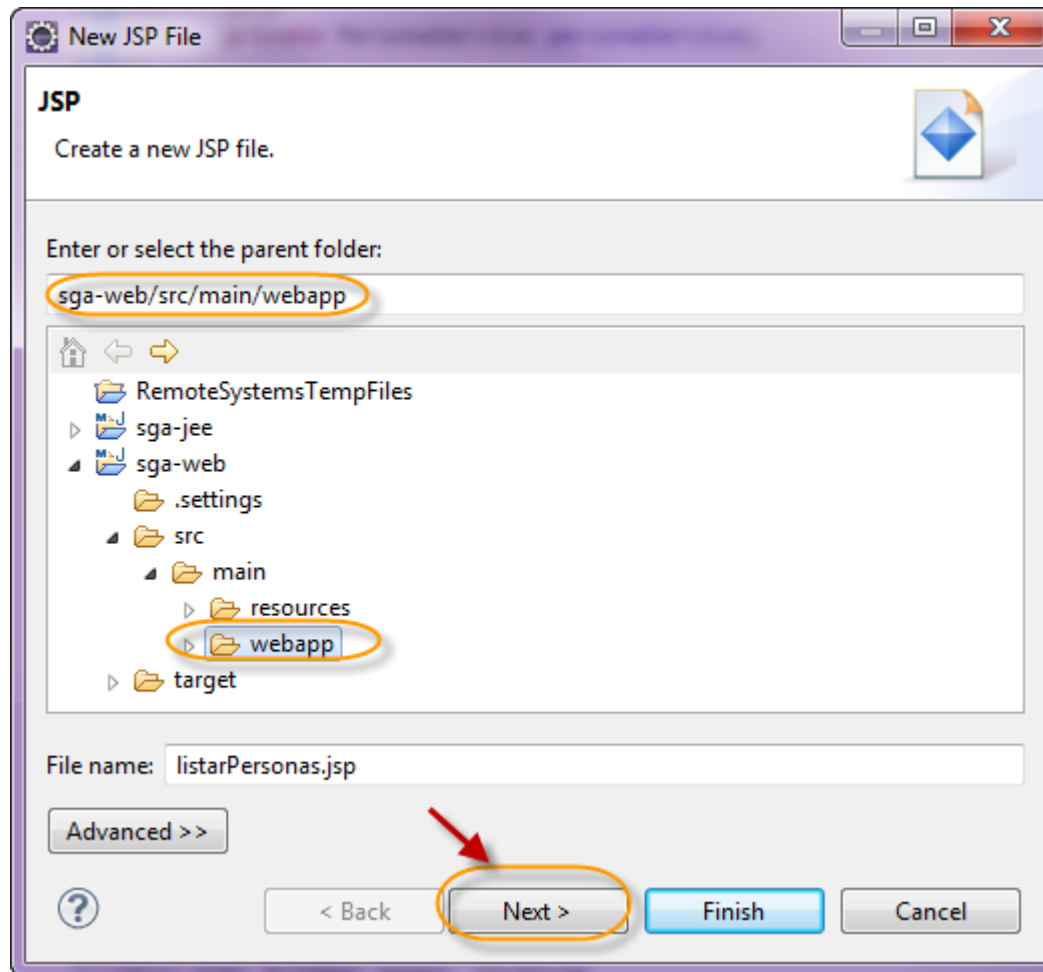 New JSP File
JSP
Create a new JSP file.
Enter or select the parent folder:
sga-web/src/main/webapp
RemoteSystemsTempFiles
sga-jee
sga-web
.settings
src
main
resources
webapp
target
File name: listarPersonas.jsp
Advanced >>
< Back Next > Finish Cancel